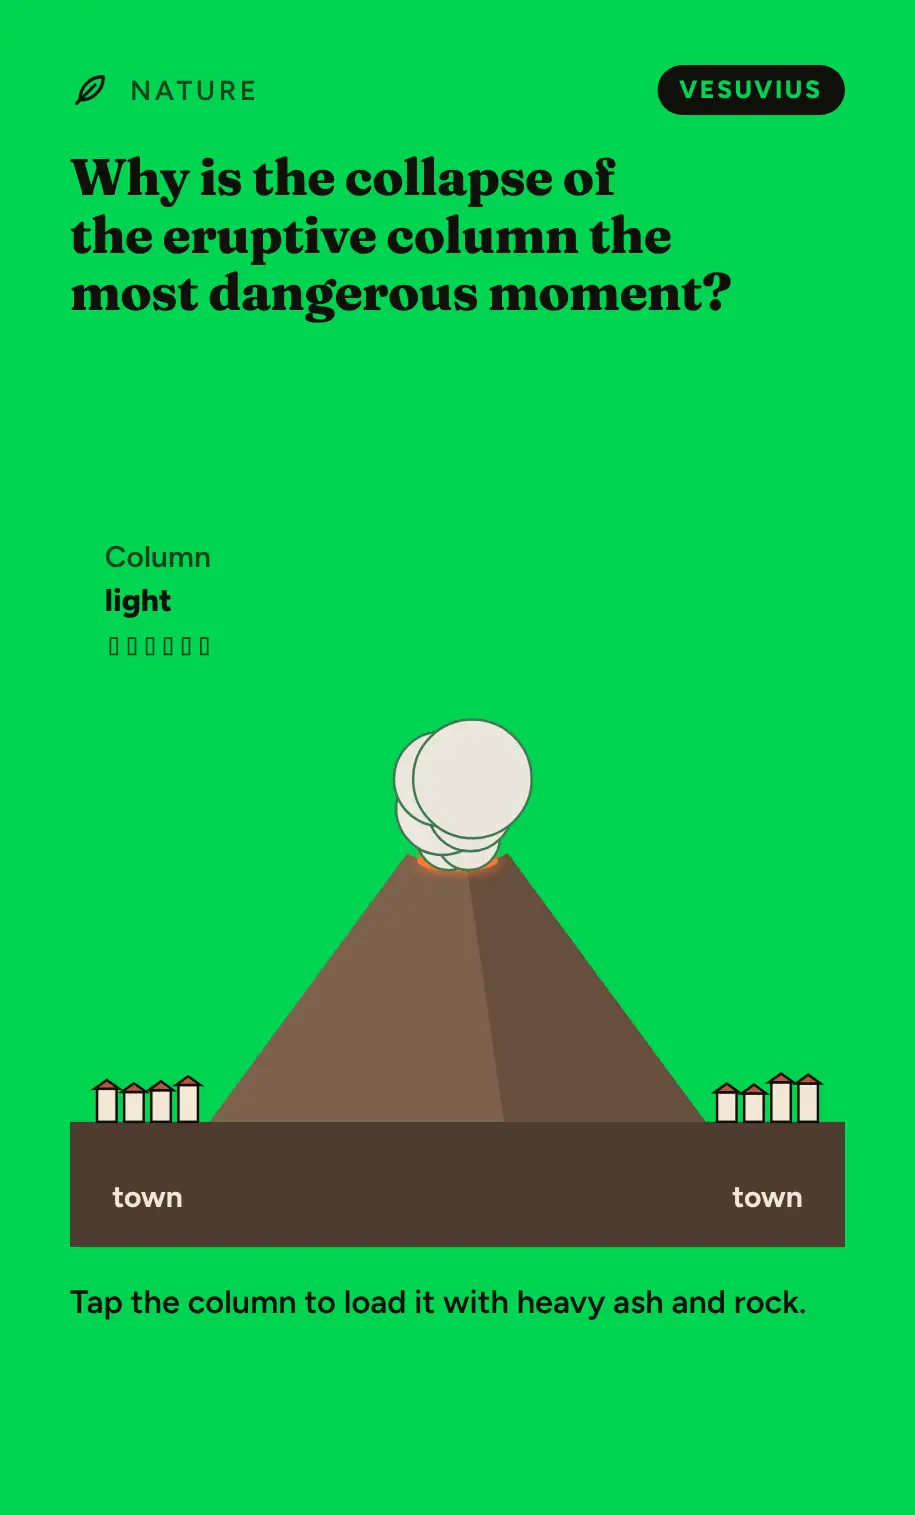 NATURE
VESUVIUS
Why is the collapse of
the eruptive column the
most dangerous moment?
Column
light
▯▯▯▯▯▯
town
town
Tap the column to load it with heavy ash and rock.